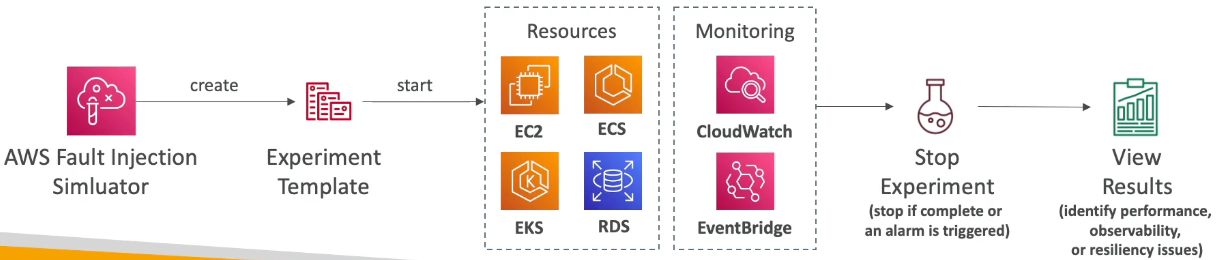 create
start
AWS Fault Injection
Simluator
Experiment
Template
Resources
EC2
ECS
EKS
K
RDS
Monitoring
CloudWatch
EventBridge
Stop
Experiment
(stop if complete or
an alarm is triggered)
View
Results
(identify performance,
observability,
or resiliency issues)